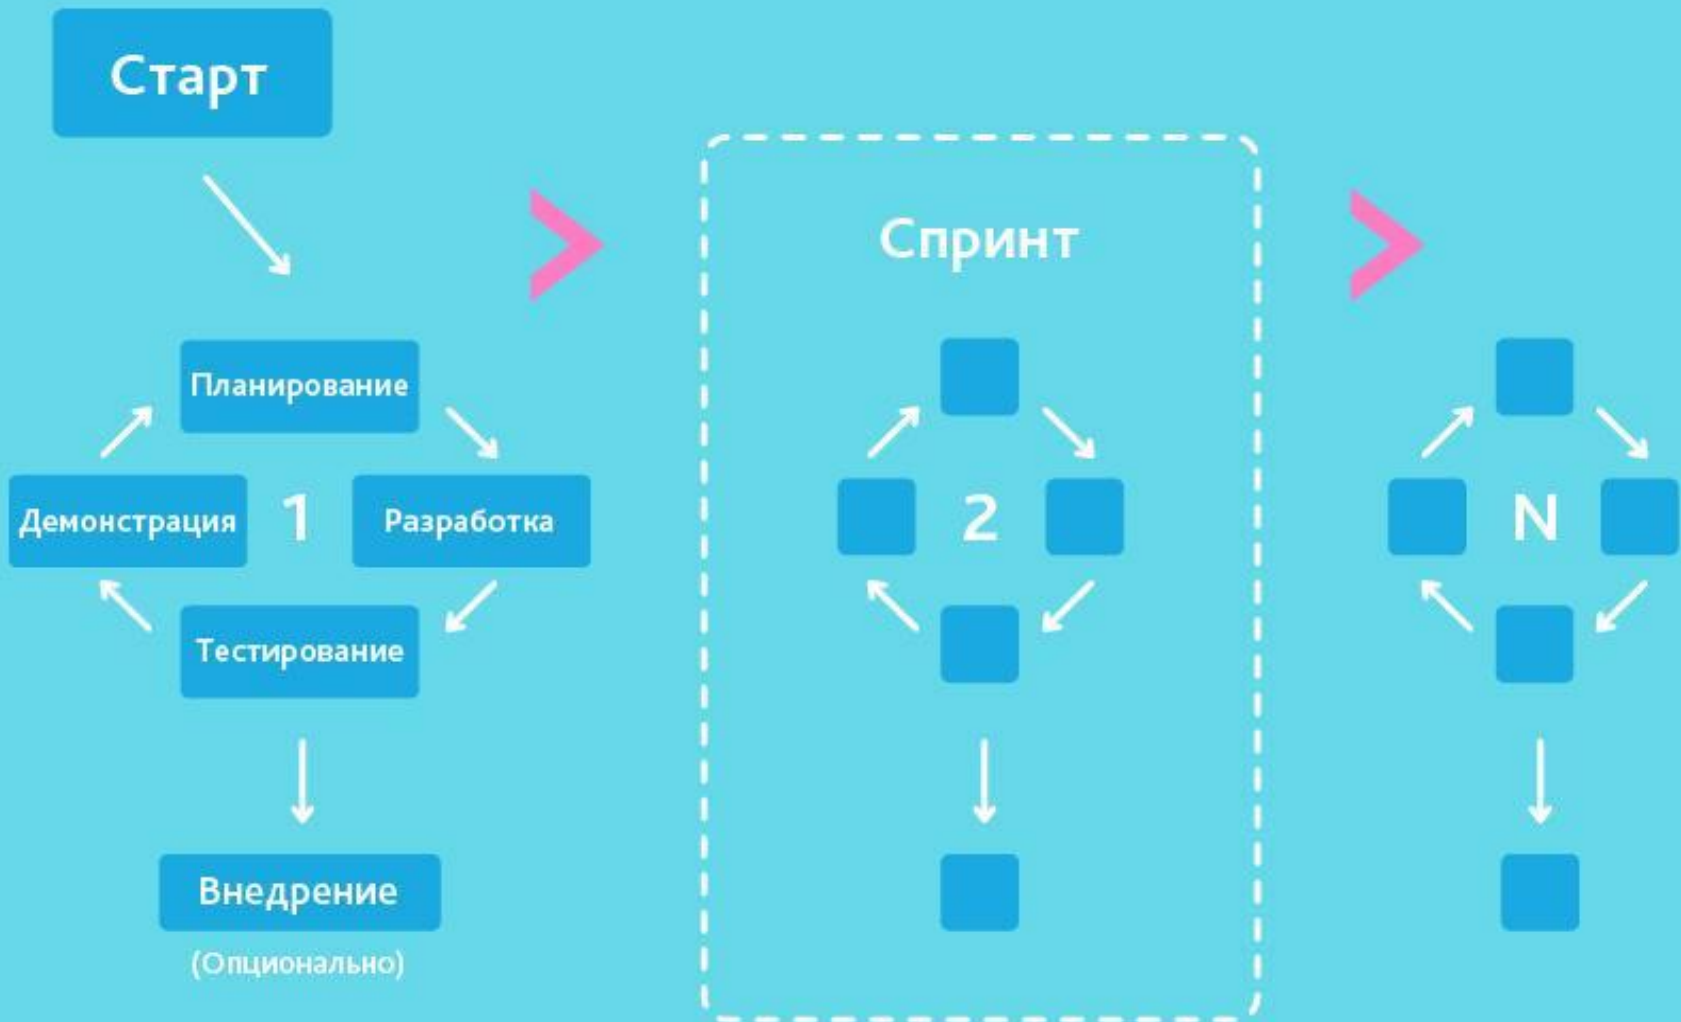 Старт
Спринт
Планирование
Демонстрация
1
Разработка
Тестирование
Внедрение
(Опционально)
2
N